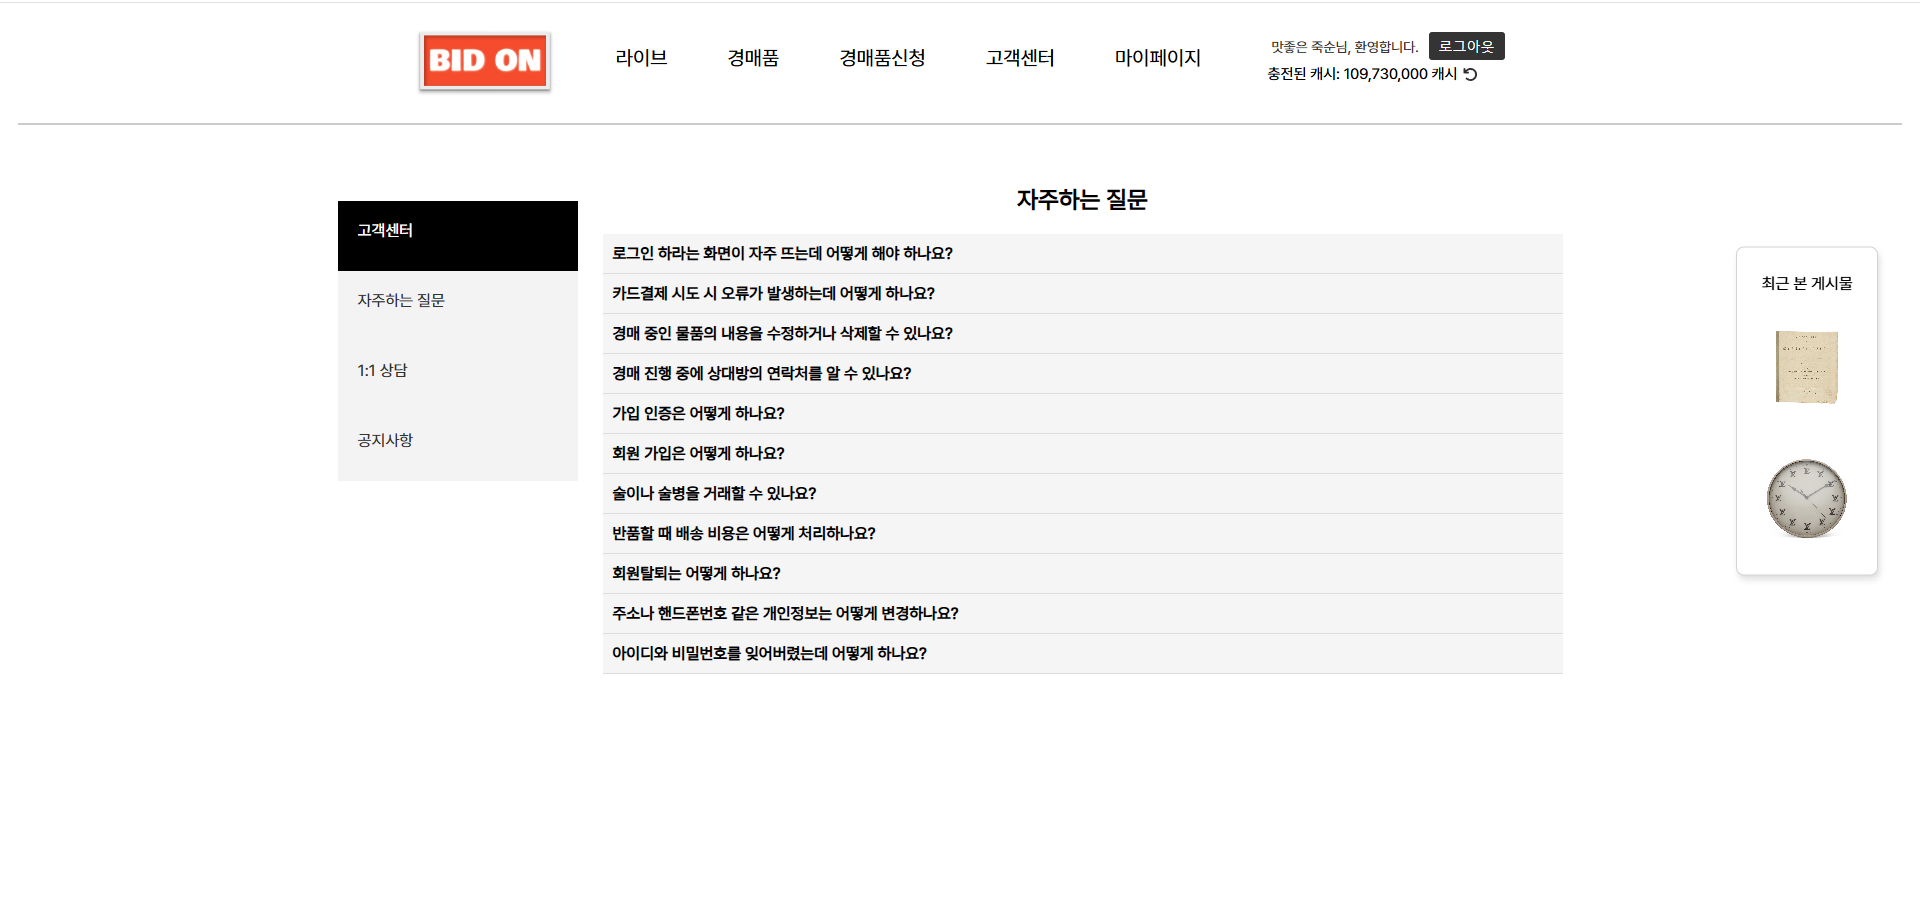 BID ON
라이브 경매품 경매품신청 고객센터 마이페이지
맛좋은 죽순님, 환영합니다. 로그아웃
충전된 캐시: 109,730,000 캐시
고객센터
자주하는 질문
1:1 상담
공지사항
자주하는 질문
로그인 하라는 화면이 자주 뜨는데 어떻게 해야 하나요?
카드결제 시도 시 오류가 발생하는데 어떻게 하나요?
경매 중인 물품의 내용을 수정하거나 삭제할 수 있나요?
경매 진행 중에 상대방의 연락처를 알 수 있나요?
가입 인증은 어떻게 하나요?
회원 가입은 어떻게 하나요?
술이나 술병을 거래할 수 있나요?
반품할 때 배송 비용은 어떻게 처리하나요?
회원탈퇴는 어떻게 하나요?
주소나 핸드폰번호 같은 개인정보는 어떻게 변경하나요?
아이디와 비밀번호를 잊어버렸는데 어떻게 하나요?
최근 본 게시물